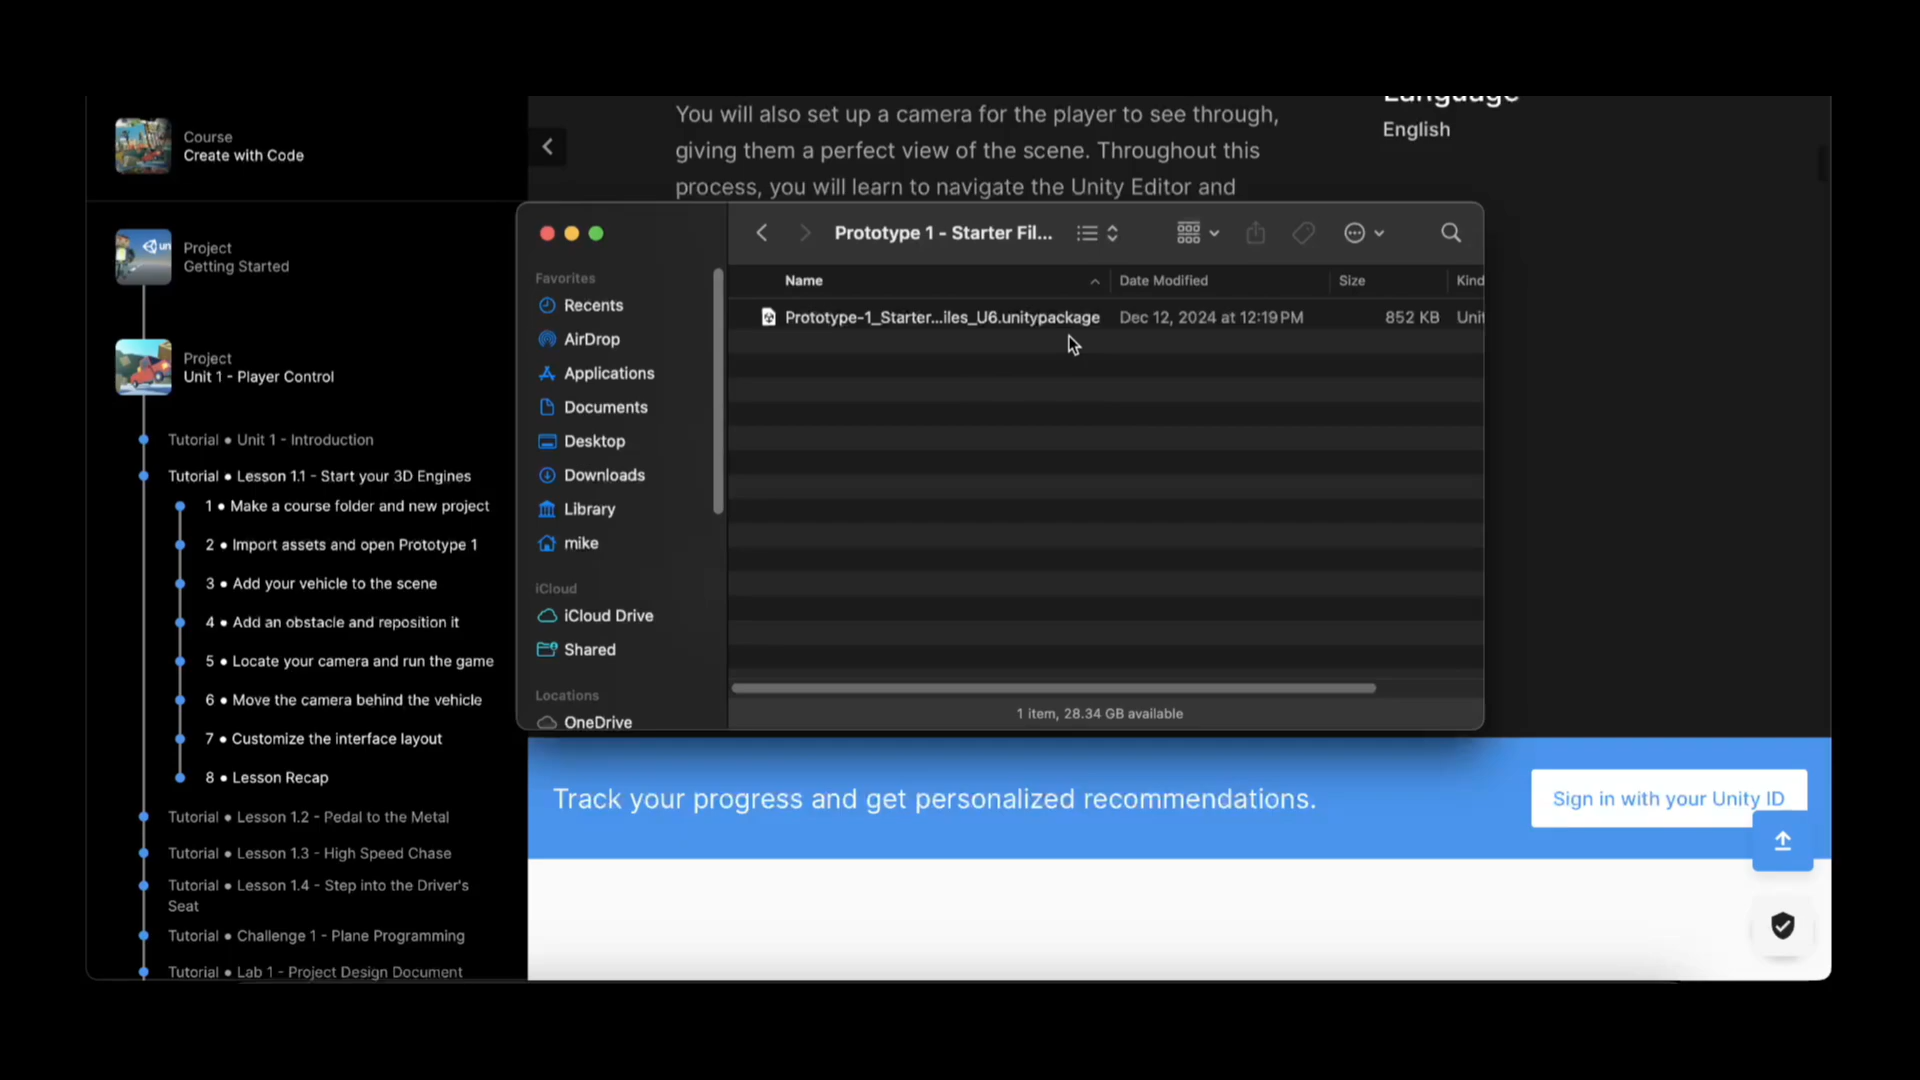 Course
Create with Code
Project
Getting Started
Project
Unit 1 - Player Control
Tutorial ● Unit 1 - Introduction
Tutorial ● Lesson 1.1 - Start your 3D Engines
1 ● Make a course folder and new project
2 ● Import assets and open Prototype 1
3 ● Add your vehicle to the scene
4 ● Add an obstacle and reposition it
5 ● Locate your camera and run the game
6 ● Move the camera behind the vehicle
7 ● Customize the interface layout
8 ● Lesson Recap
Tutorial ● Lesson 1.2 - Pedal to the Metal
Tutorial ● Lesson 1.3 - High Speed Chase
Tutorial ● Lesson 1.4 - Step into the Driver's
Seat
Tutorial ● Challenge 1 - Plane Programming
Tutorial ● Lab 1 - Project Design Document
You will also set up a camera for the player to see through,
giving them a perfect view of the scene. Throughout this
process, you will learn to navigate the Unity Editor and
Language
English
Prototype 1 - Starter Fil...
Favorites
Recents
AirDrop
Applications
Documents
Desktop
Downloads
Library
mike
iCloud
iCloud Drive
Shared
Locations
OneDrive
Name Date Modified Size Kind
Prototype-1_Starter...iles_U6.unitypackage Dec 12, 2024 at 12:19 PM 852 KB Unit
1 item, 28.34 GB available
Track your progress and get personalized recommendations.
Sign in with your Unity ID